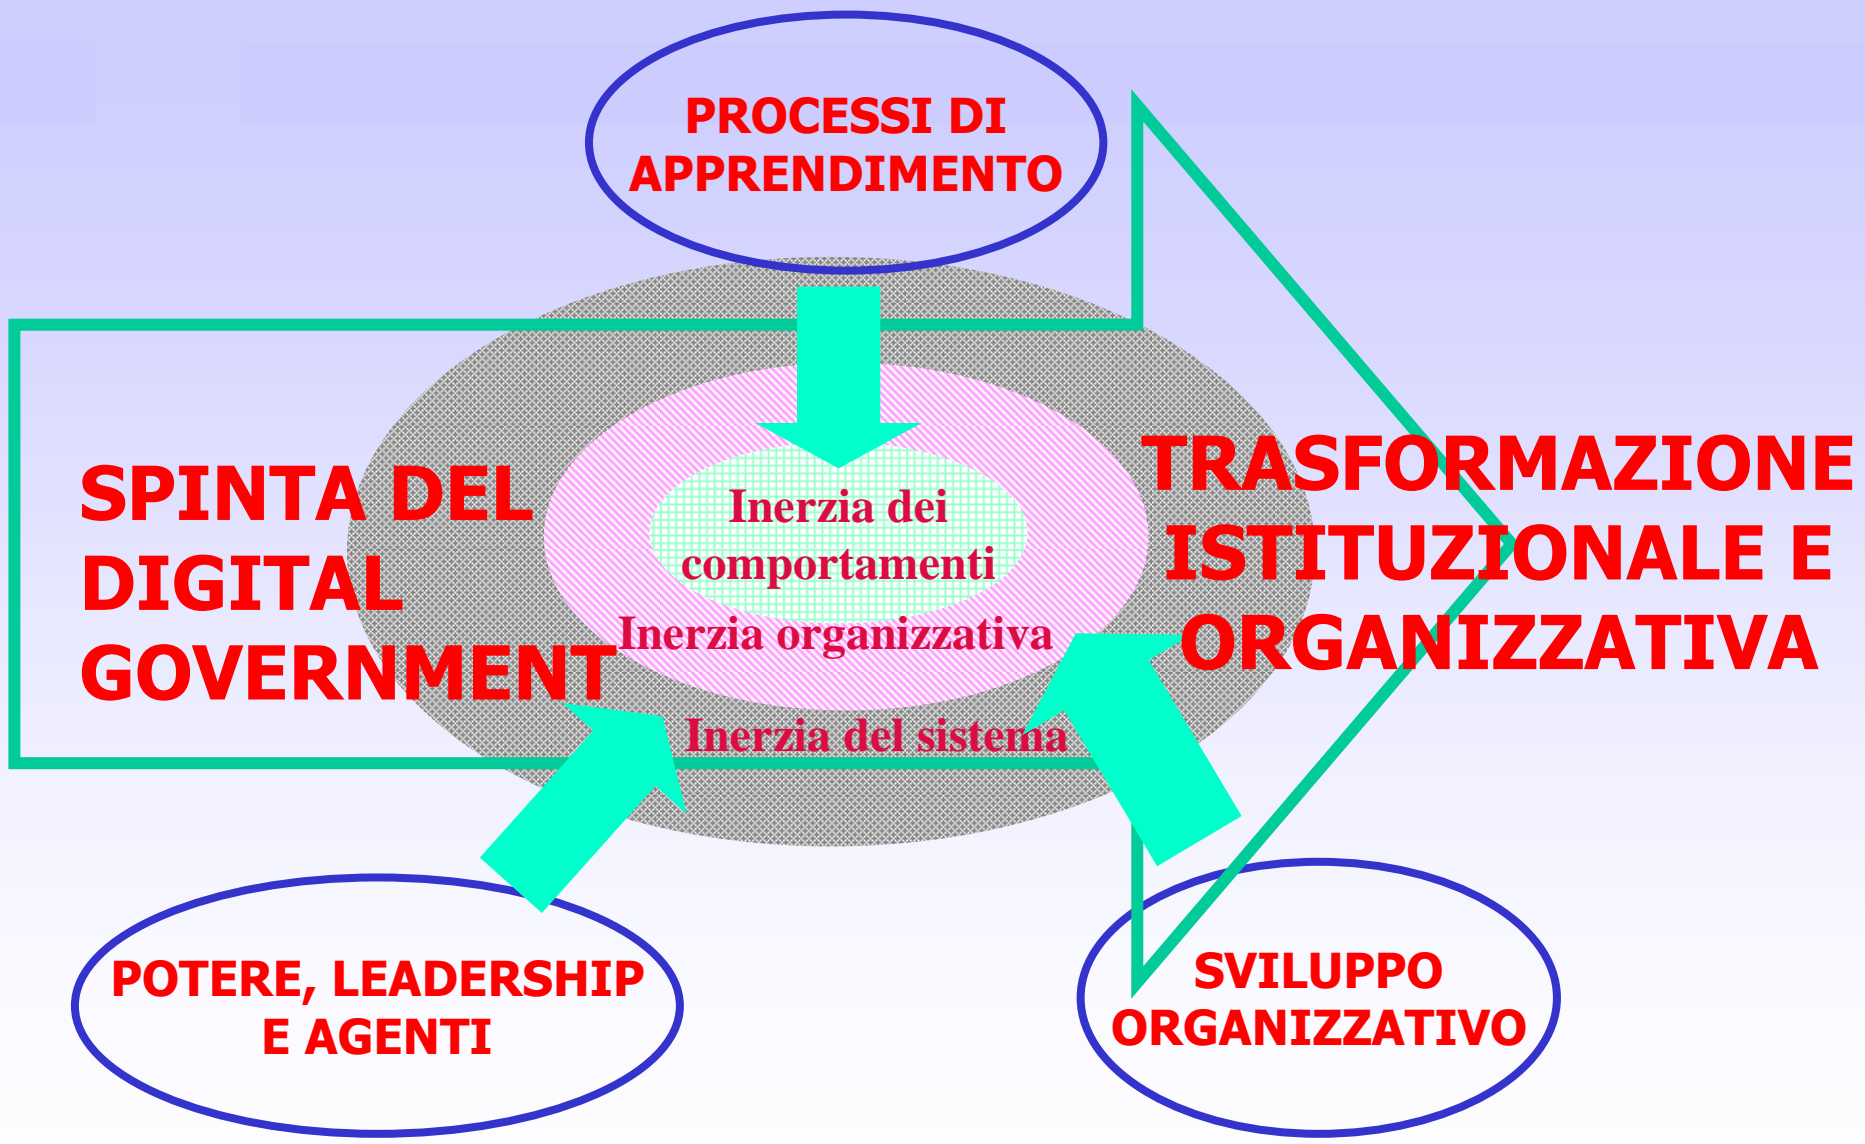 PROCESSI DI
APPRENDIMENTO
SPINTA DEL
DIGITAL
GOVERNMENT
Inerzia dei
comportamenti
Inerzia organizzativa
Inerzia del sistema
TRASFORMAZIONE
ISTITUZIONALE E
ORGANIZZATIVA
POTERE, LEADERSHIP
E AGENTI
SVILUPPO
ORGANIZZATIVO